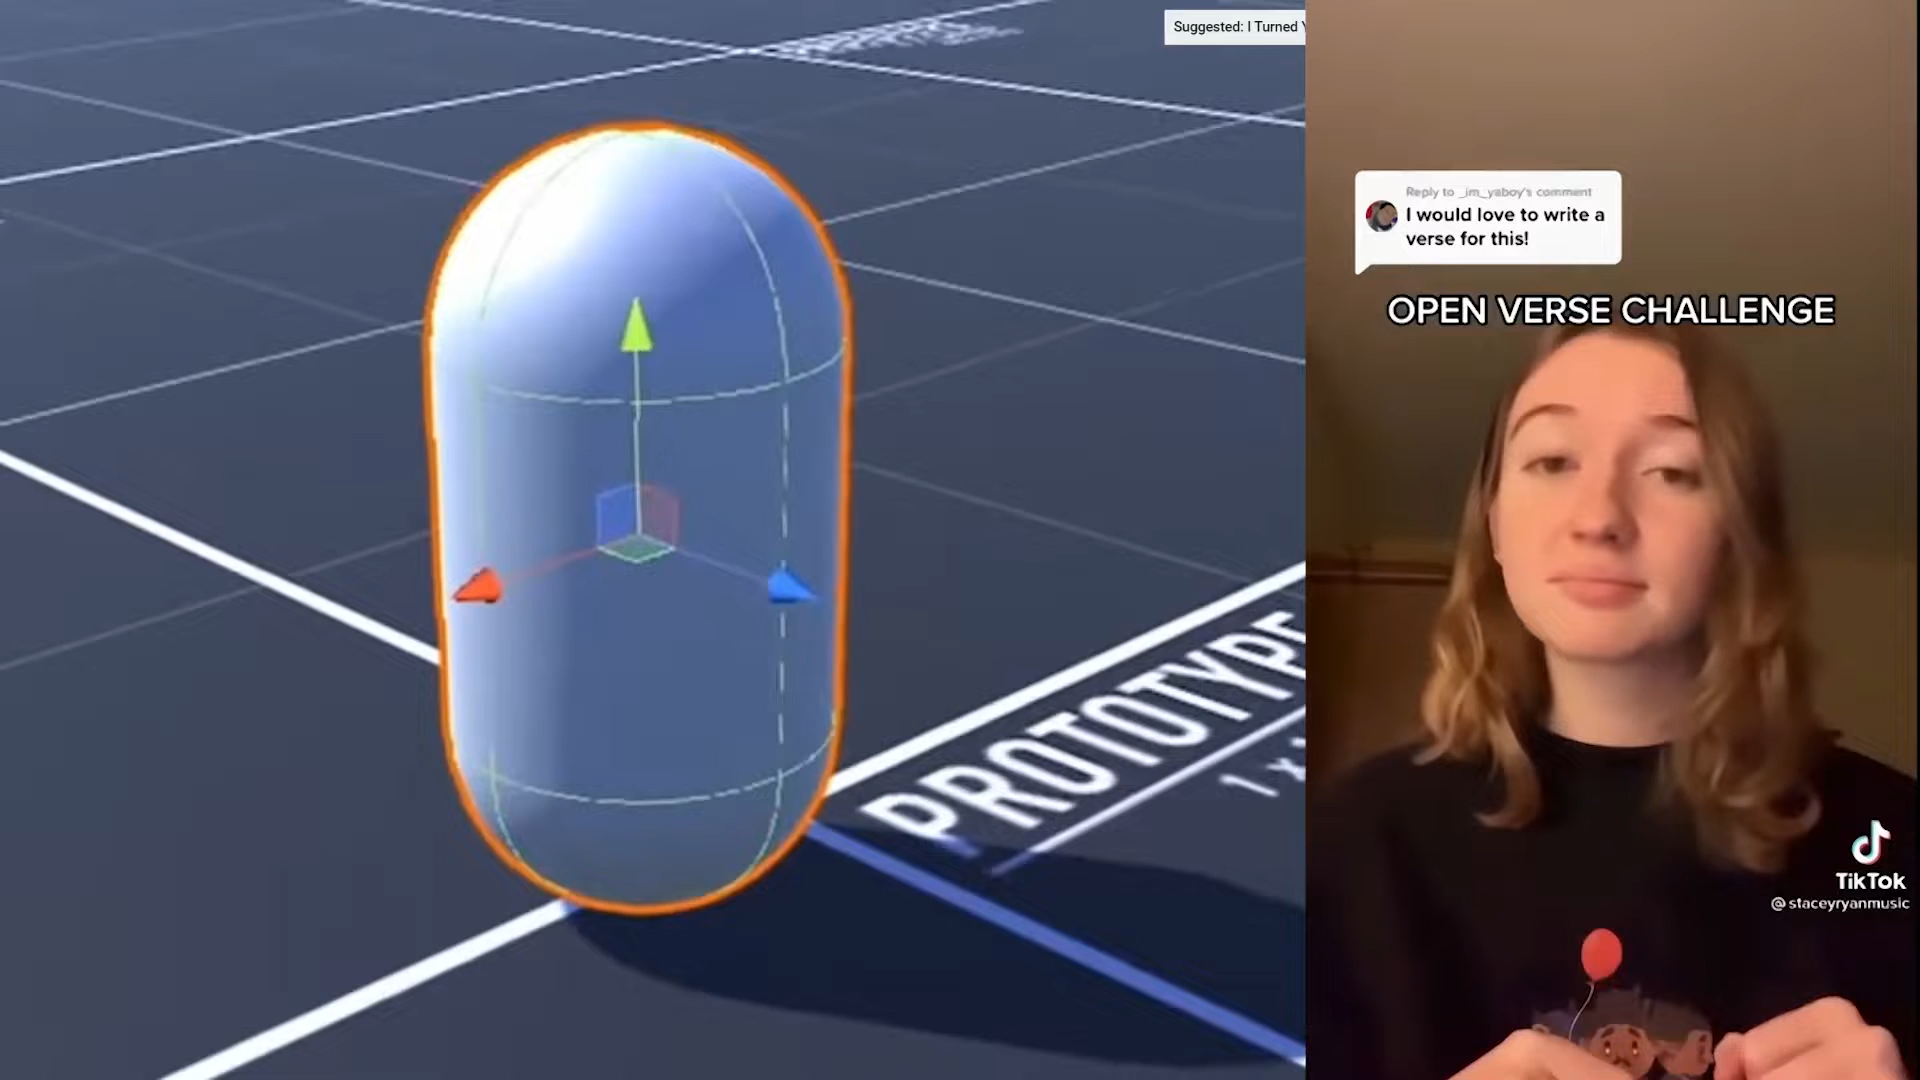 Suggested: I Turned
Reply to _im_yaboy's comment
I would love to write a
verse for this!
OPEN VERSE CHALLENGE
PROTOTYPE
1 x
TikTok
@staceyryanmusic